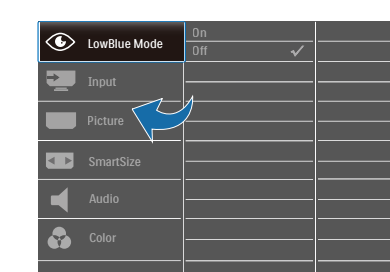 LowBlue Mode
On
Off
Input
Picture
SmartSize
Audio
Color